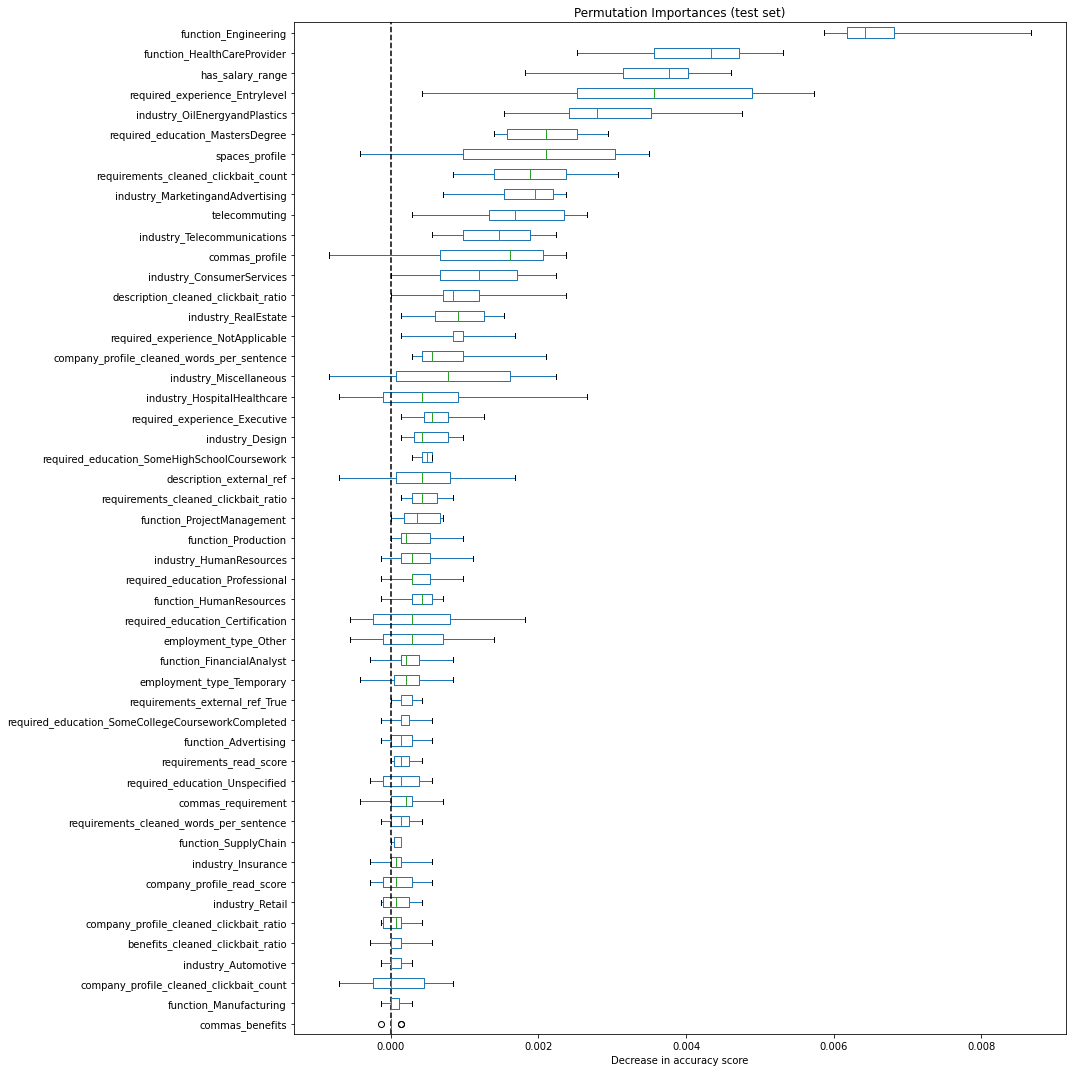 Permutation Importances (test set)
function_Engineering
function_HealthCareProvider
has_salary_range
required_experience_Entrylevel
industry_OilEnergyandPlastics
required_education_MastersDegree
spaces_profile
requirements_cleaned_clickbait_count
industry_MarketingandAdvertising
telecommuting
industry_Telecommunications
commas_profile
industry_ConsumerServices
description_cleaned_clickbait_ratio
industry_RealEstate
required_experience_NotApplicable
company_profile_cleaned_words_per_sentence
industry_Miscellaneous
industry_HospitalHealthcare
required_experience_Executive
industry_Design
required_education_SomeHighSchoolCoursework
description_external_ref
requirements_cleaned_clickbait_ratio
function_ProjectManagement
function_Production
industry_HumanResources
required_education_Professional
function_HumanResources
required_education_Certification
employment_type_Other
function_FinancialAnalyst
employment_type_Temporary
requirements_external_ref_True
required_education_SomeCollegeCourseworkCompleted
function_Advertising
requirements_read_score
required_education_Unspecified
commas_requirement
requirements_cleaned_words_per_sentence
function_SupplyChain
industry_Insurance
company_profile_read_score
industry_Retail
company_profile_cleaned_clickbait_ratio
benefits_cleaned_clickbait_ratio
industry_Automotive
company_profile_cleaned_clickbait_count
function_Manufacturing
commas_benefits
0.000 0.002 0.004 0.006 0.008
Decrease in accuracy score